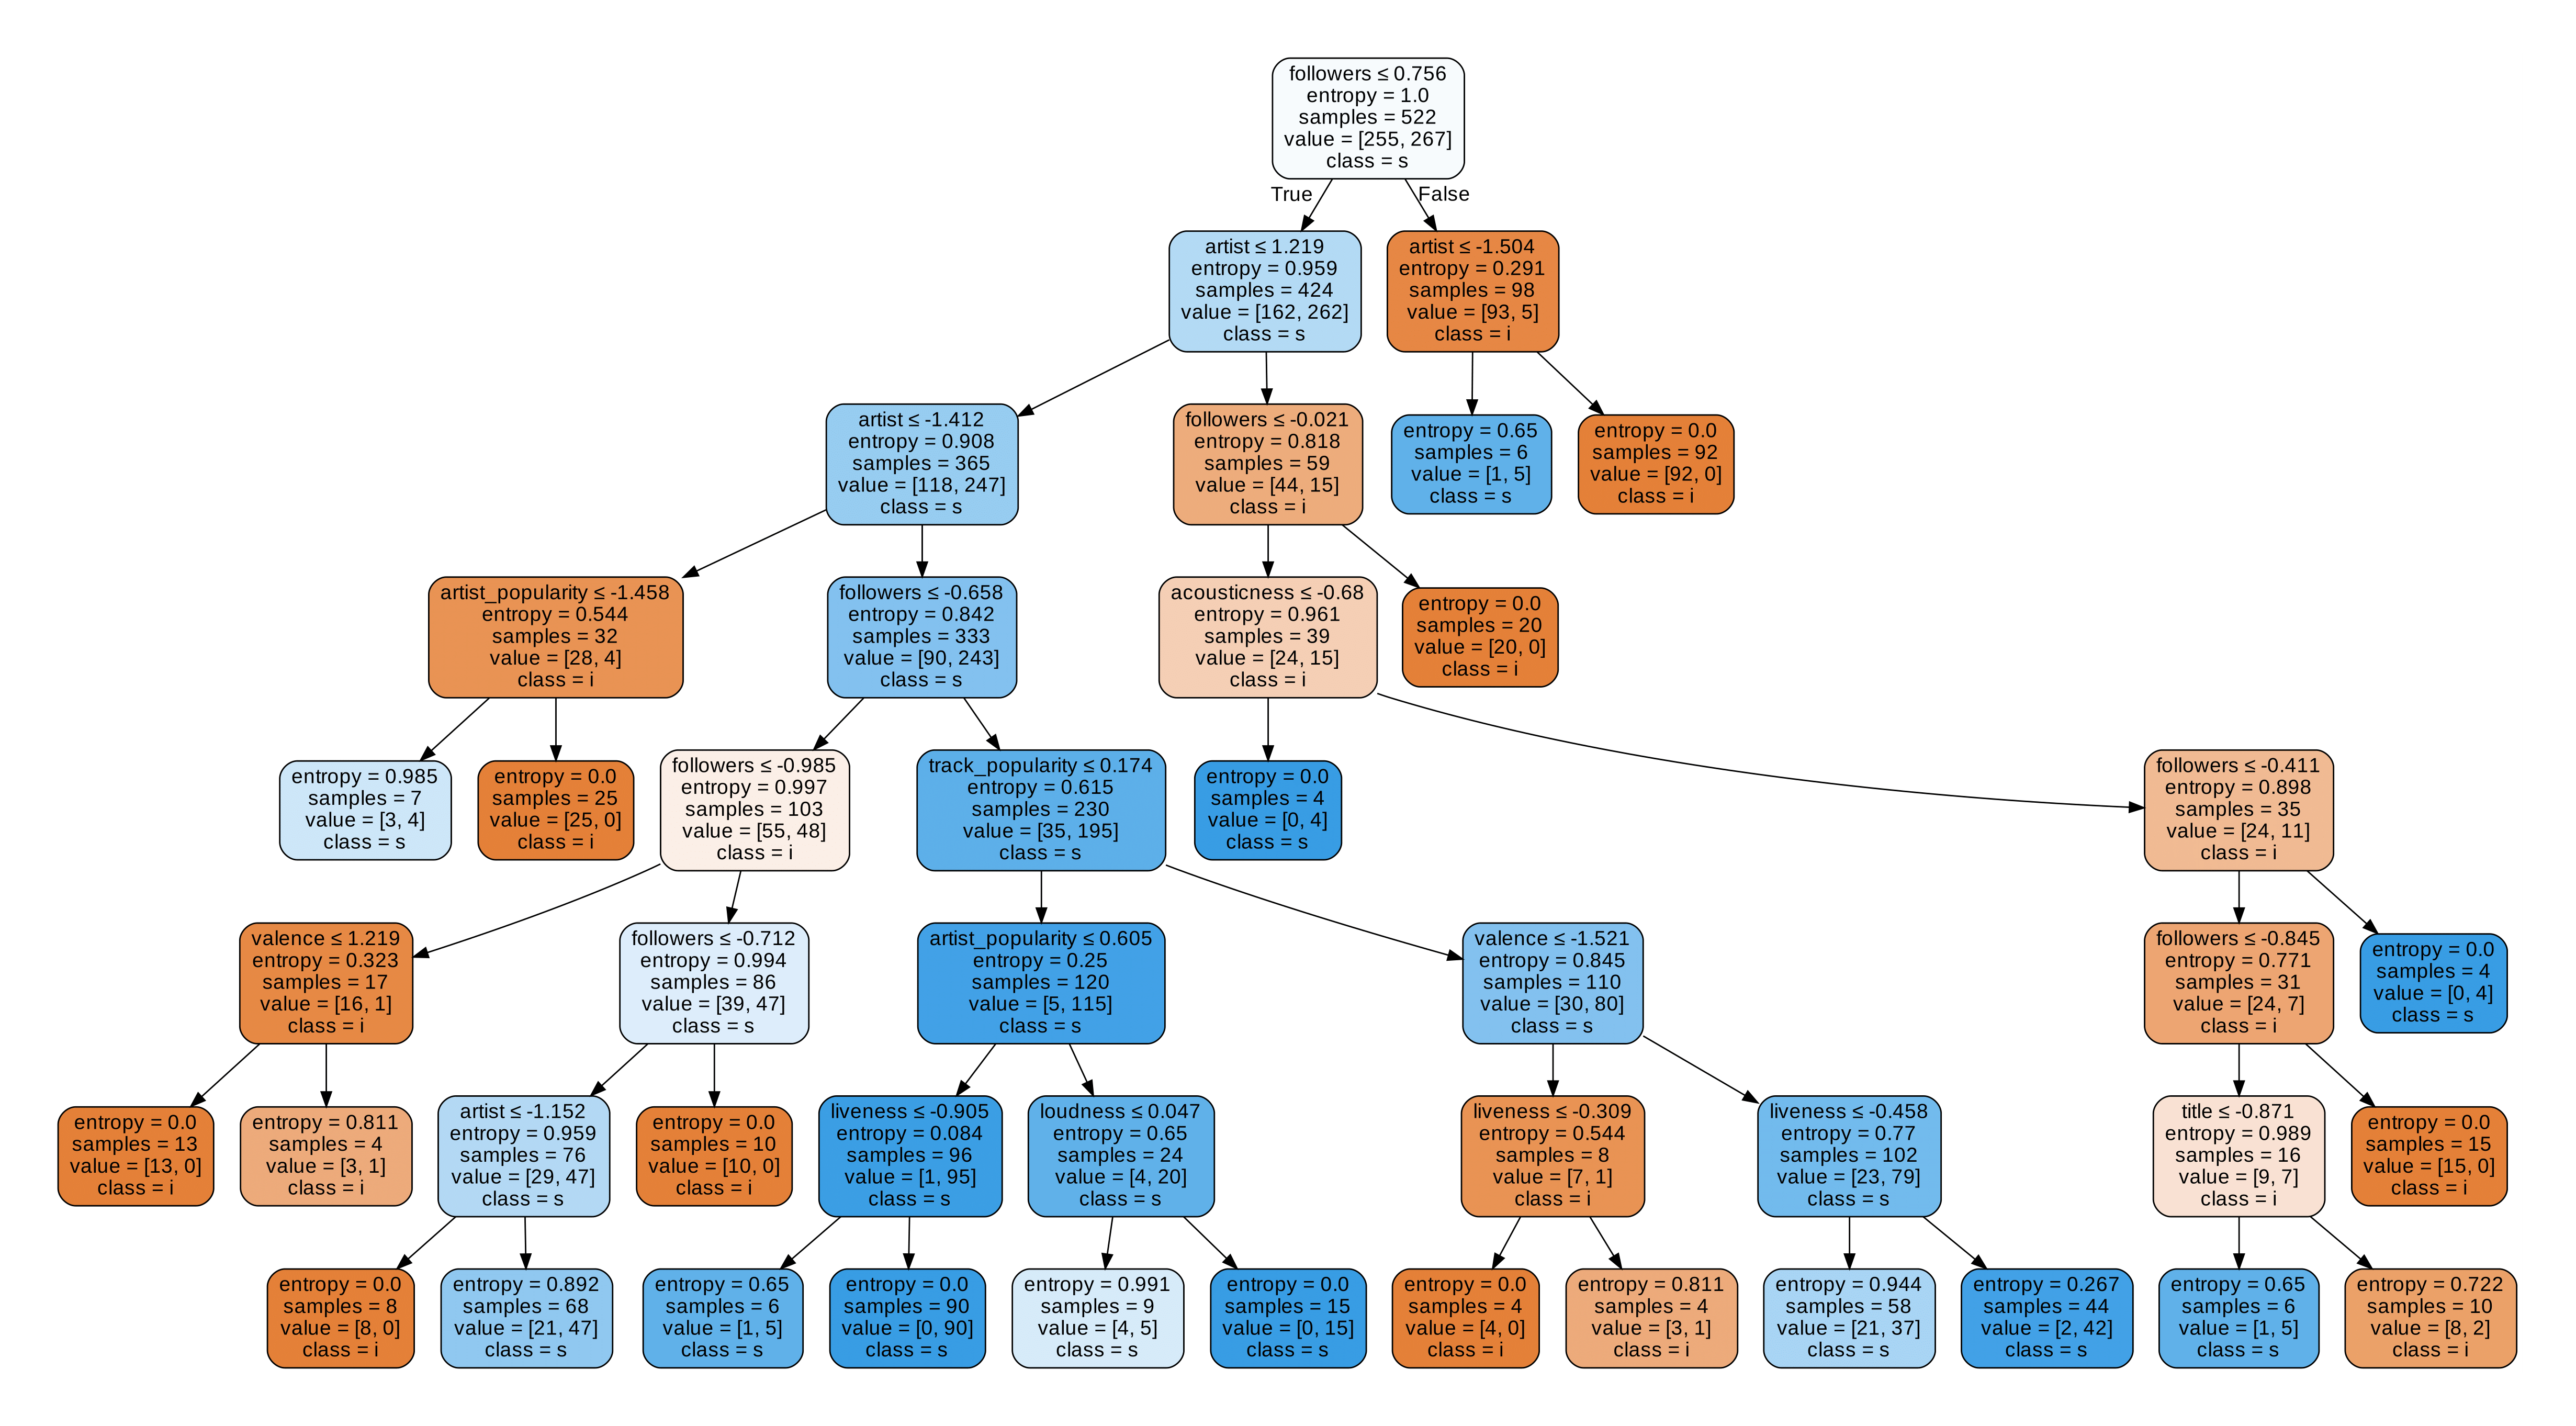 followers ≤ 0.756
entropy = 1.0
samples = 522
value = [255, 267]
class = s
True
False
artist ≤ 1.219
entropy = 0.959
samples = 424
value = [162, 262]
class = s
artist ≤ -1.504
entropy = 0.291
samples = 98
value = [93, 5]
class = i
artist ≤ -1.412
entropy = 0.908
samples = 365
value = [118, 247]
class = s
followers ≤ -0.021
entropy = 0.818
samples = 59
value = [44, 15]
class = i
entropy = 0.65
samples = 6
value = [1, 5]
class = s
entropy = 0.0
samples = 92
value = [92, 0]
class = i
artist_popularity ≤ -1.458
entropy = 0.544
samples = 32
value = [28, 4]
class = i
followers ≤ -0.658
entropy = 0.842
samples = 333
value = [90, 243]
class = s
acousticness ≤ -0.68
entropy = 0.961
samples = 39
value = [24, 15]
class = i
entropy = 0.0
samples = 20
value = [20, 0]
class = i
entropy = 0.985
samples = 7
value = [3, 4]
class = s
entropy = 0.0
samples = 25
value = [25, 0]
class = i
followers ≤ -0.985
entropy = 0.997
samples = 103
value = [55, 48]
class = i
track_popularity ≤ 0.174
entropy = 0.615
samples = 230
value = [35, 195]
class = s
entropy = 0.0
samples = 4
value = [0, 4]
class = s
followers ≤ -0.411
entropy = 0.898
samples = 35
value = [24, 11]
class = i
valence ≤ 1.219
entropy = 0.323
samples = 17
value = [16, 1]
class = i
followers ≤ -0.712
entropy = 0.994
samples = 86
value = [39, 47]
class = s
artist_popularity ≤ 0.605
entropy = 0.25
samples = 120
value = [5, 115]
class = s
valence ≤ -1.521
entropy = 0.845
samples = 110
value = [30, 80]
class = s
followers ≤ -0.845
entropy = 0.771
samples = 31
value = [24, 7]
class = i
entropy = 0.0
samples = 4
value = [0, 4]
class = s
entropy = 0.0
samples = 13
value = [13, 0]
class = i
entropy = 0.811
samples = 4
value = [3, 1]
class = i
artist ≤ -1.152
entropy = 0.959
samples = 76
value = [29, 47]
class = s
entropy = 0.0
samples = 10
value = [10, 0]
class = i
liveness ≤ -0.905
entropy = 0.084
samples = 96
value = [1, 95]
class = s
loudness ≤ 0.047
entropy = 0.65
samples = 24
value = [4, 20]
class = s
liveness ≤ -0.309
entropy = 0.544
samples = 8
value = [7, 1]
class = i
liveness ≤ -0.458
entropy = 0.77
samples = 102
value = [23, 79]
class = s
title ≤ -0.871
entropy = 0.989
samples = 16
value = [9, 7]
class = i
entropy = 0.0
samples = 15
value = [15, 0]
class = i
entropy = 0.0
samples = 8
value = [8, 0]
class = i
entropy = 0.892
samples = 68
value = [21, 47]
class = s
entropy = 0.65
samples = 6
value = [1, 5]
class = s
entropy = 0.0
samples = 90
value = [0, 90]
class = s
entropy = 0.991
samples = 9
value = [4, 5]
class = s
entropy = 0.0
samples = 15
value = [0, 15]
class = s
entropy = 0.0
samples = 4
value = [4, 0]
class = i
entropy = 0.811
samples = 4
value = [3, 1]
class = i
entropy = 0.944
samples = 58
value = [21, 37]
class = s
entropy = 0.267
samples = 44
value = [2, 42]
class = s
entropy = 0.65
samples = 6
value = [1, 5]
class = s
entropy = 0.722
samples = 10
value = [8, 2]
class = i